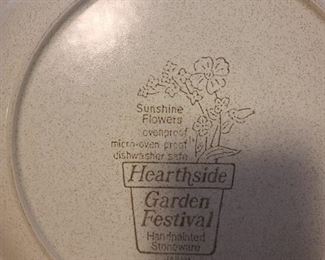 Sunshine
Flowers
ovenproof
micro-oven proof
dishwasher safe
Hearthside
Garden
Festival
Handpainted
Stoneware